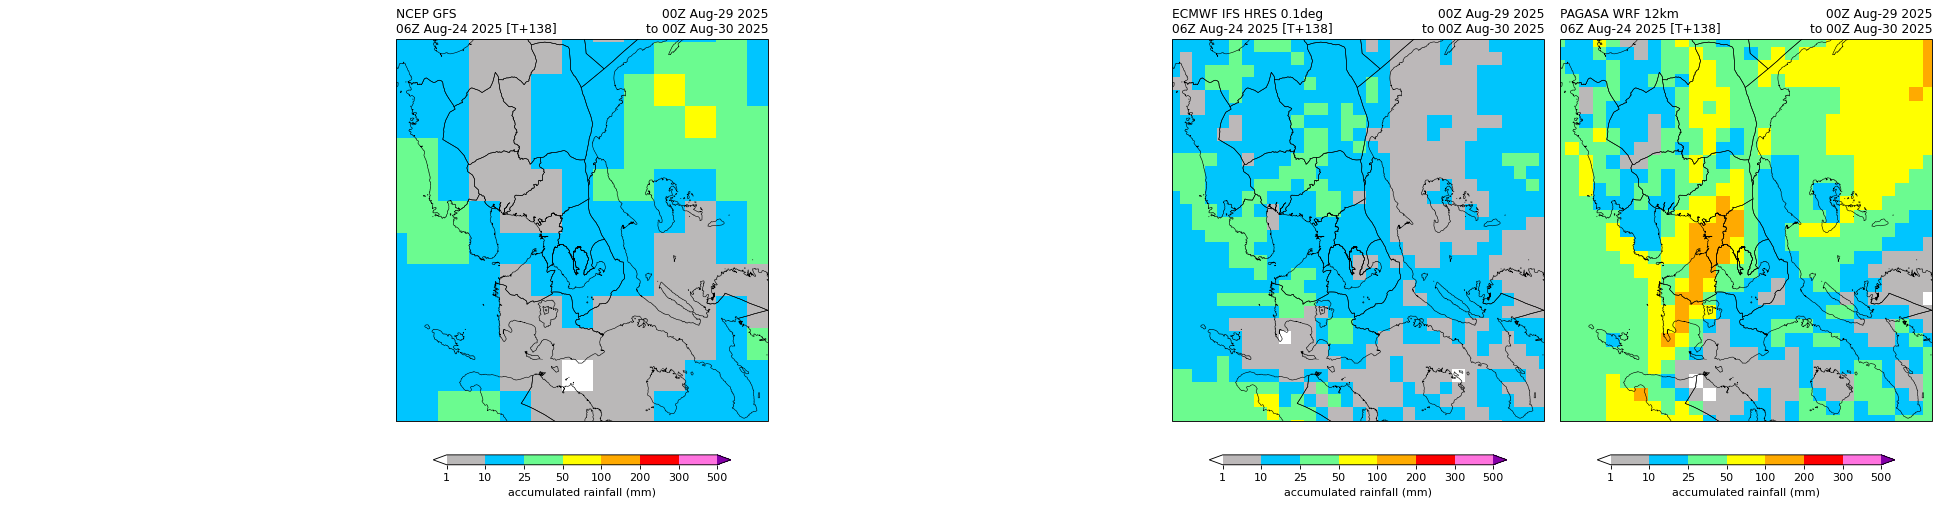 NCEP GFS 00Z Aug-29 2025
06Z Aug-24 2025 [T+138] to 00Z Aug-30 2025
1 10 25 50 100 200 300 500
accumulated rainfall (mm)
ECMWF IFS HRES 0.1deg 00Z Aug-29 2025
06Z Aug-24 2025 [T+138] to 00Z Aug-30 2025
1 10 25 50 100 200 300 500
accumulated rainfall (mm)
PAGASA WRF 12km 00Z Aug-29 2025
06Z Aug-24 2025 [T+138] to 00Z Aug-30 2025
1 10 25 50 100 200 300 500
accumulated rainfall (mm)